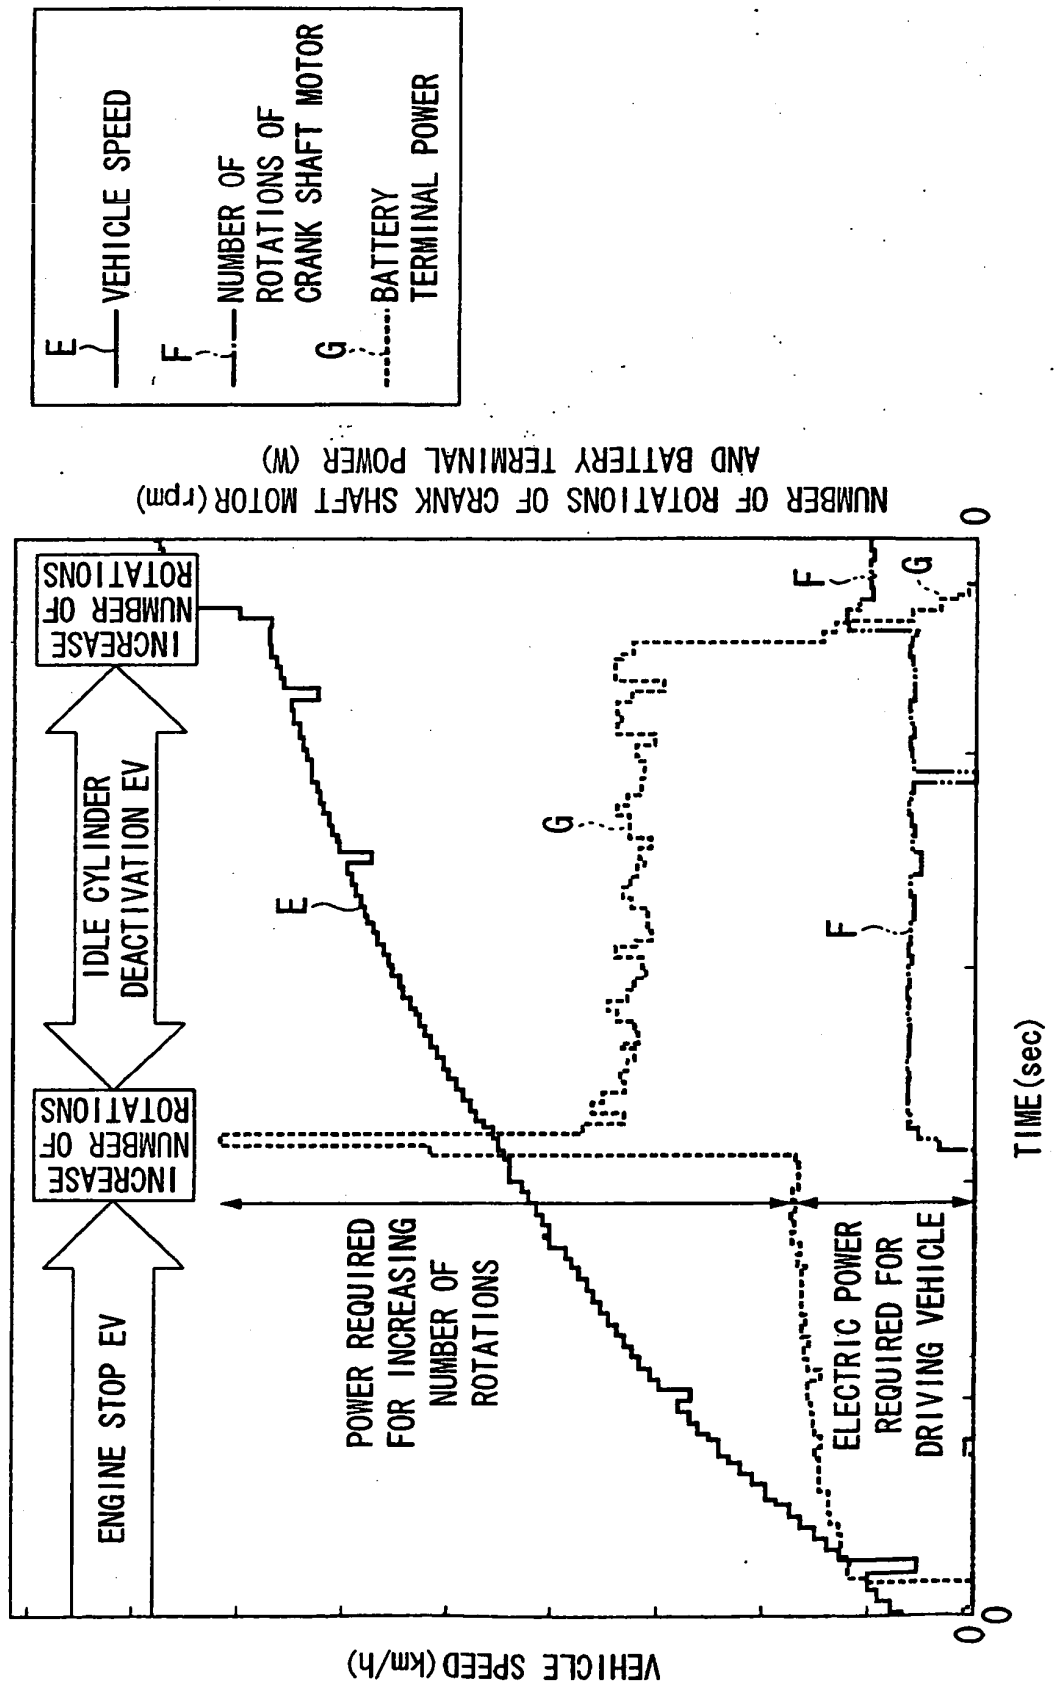 ENGINE STOP EV
INCREASE
NUMBER OF
ROTATIONS
IDLE CYLINDER
DEACTIVATION EV
INCREASE
NUMBER OF
ROTATIONS
POWER REQUIRED
FOR INCREASING
NUMBER OF
ROTATIONS
ELECTRIC POWER
REQUIRED FOR
DRIVING VEHICLE
E
G
F
F
G
VEHICLE SPEED(km/h)
0
0
TIME(sec)
0
NUMBER OF ROTATIONS OF CRANK SHAFT MOTOR(rpm)
AND BATTERY TERMINAL POWER (W)
E
VEHICLE SPEED
F
NUMBER OF
ROTATIONS OF
CRANK SHAFT MOTOR
G
BATTERY
TERMINAL POWER